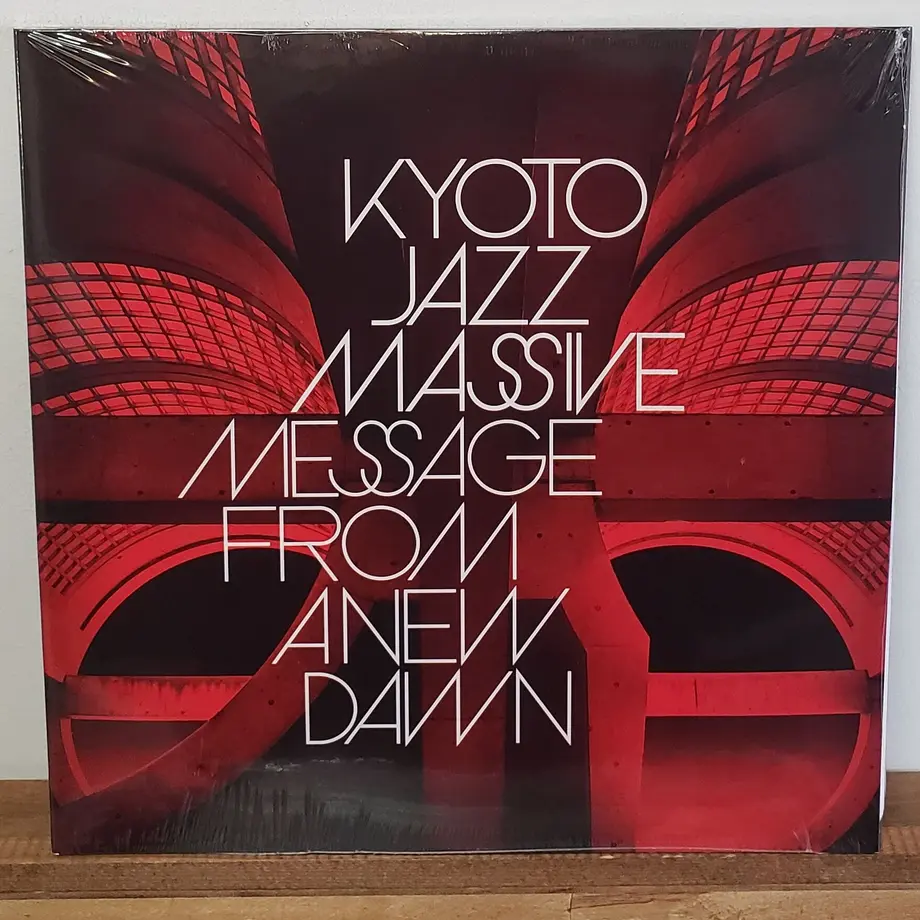 KYOTO
JAZZ
MASSIVE
MESSAGE
FROM
A NEW
DAWN